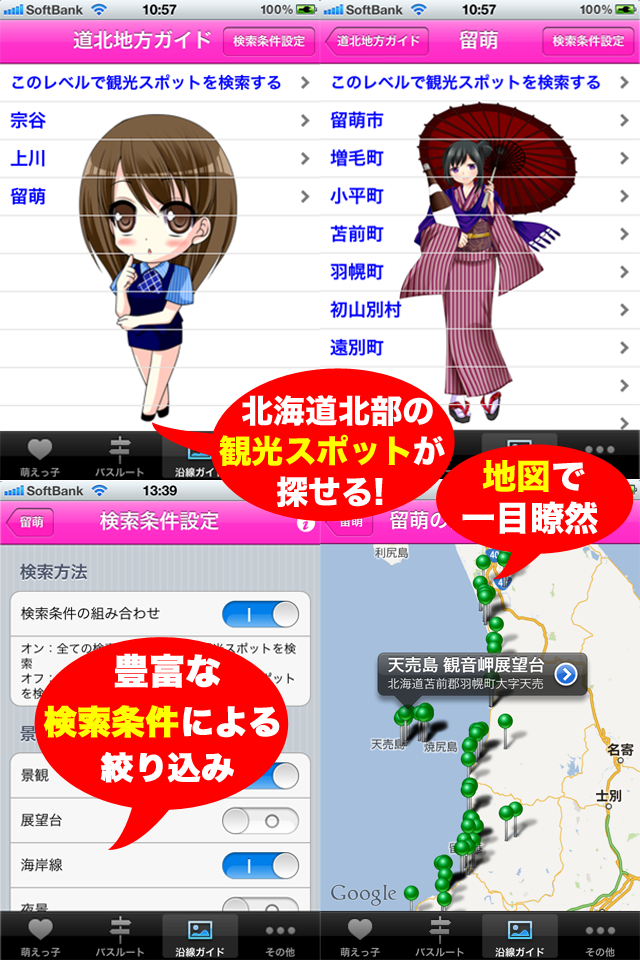 SoftBank 10:57 100%
道北地方ガイド 検索条件設定
このレベルで観光スポットを検索する
宗谷
上川
留萌
萌えっ子 バスルート 沿線ガイド
SoftBank 10:57 100%
道北地方ガイド 留萌 検索条件設定
このレベルで観光スポットを検索する
留萌市
増毛町
小平町
苫前町
羽幌町
初山別村
遠別町
北海道北部の
観光スポットが
探せる!
地図で
一目瞭然
SoftBank 13:39
留萌 検索条件設定
検索方法
検索条件の組み合わせ
オン:全ての検
スポットを検
索
オフ:
スポット
を検
豊富な
検索条件による
絞り込み
景観
展望台
海岸線
夜景
萌えっ子 バスルート 沿線ガイド その他
留萌 留萌の
利尻島
40
天売島 観音岬展望台
北海道苫前郡羽幌町大字天売
天売島
焼尻島
名寄
士別
Google
萌えっ子 バスルート 沿線ガイド その他